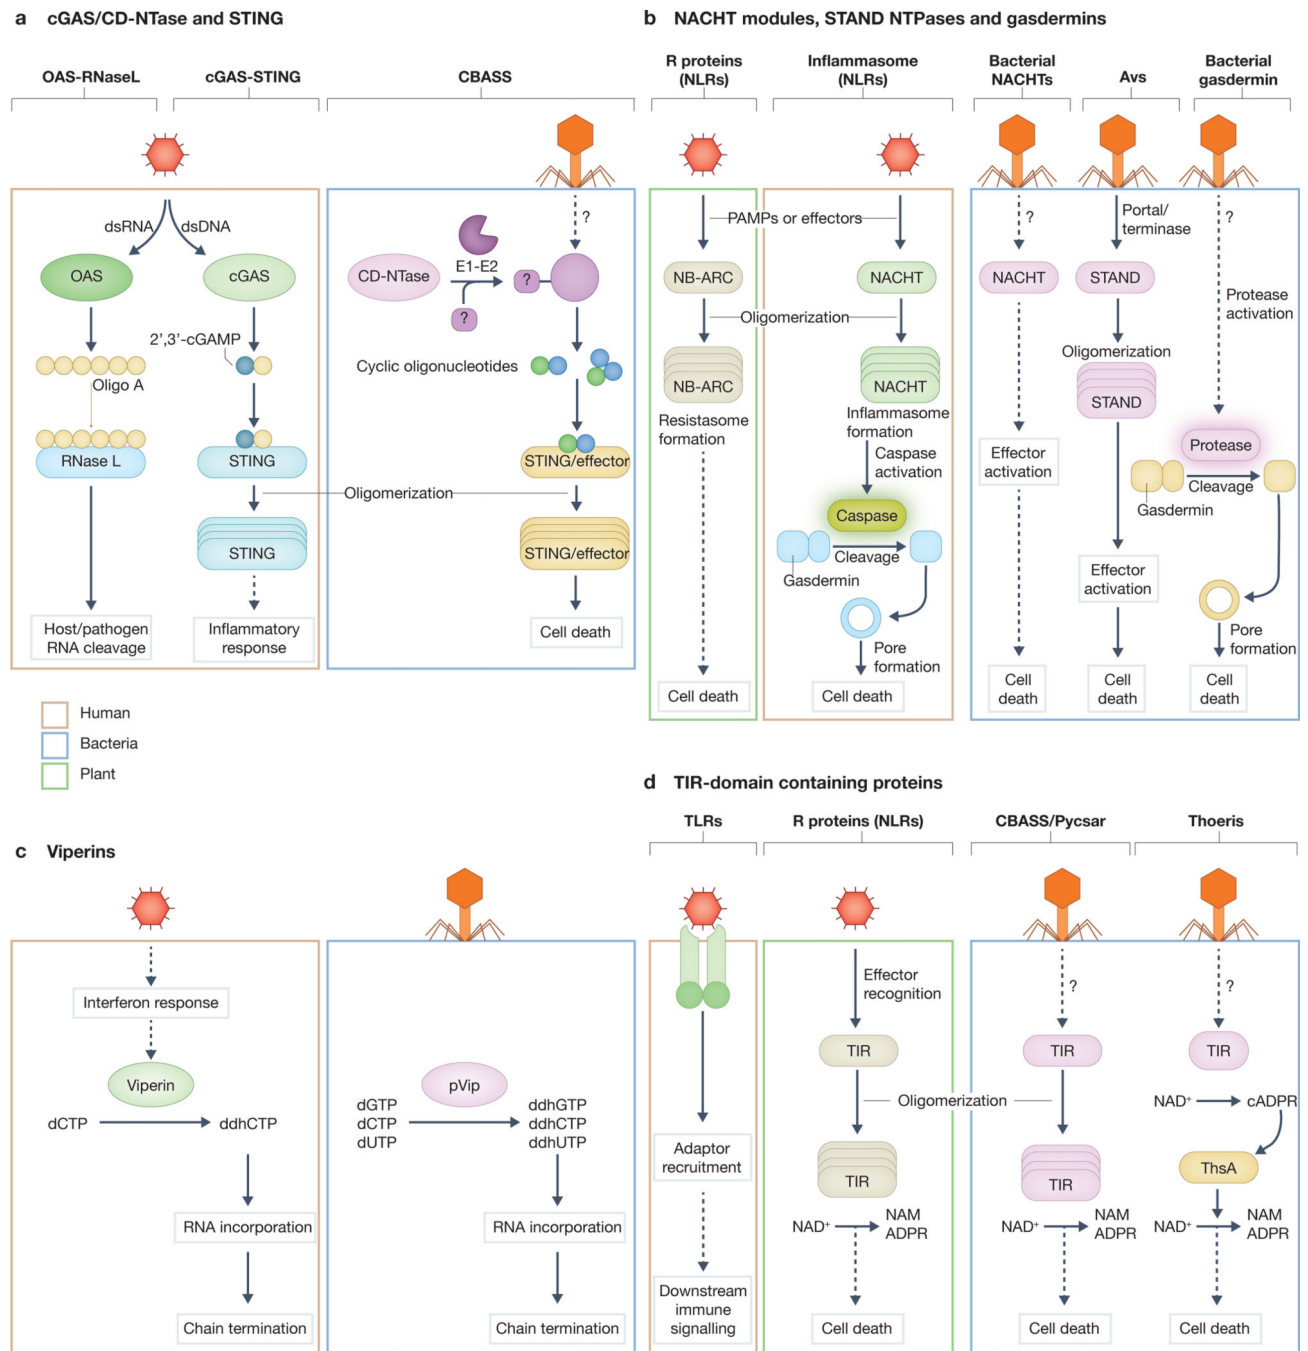 a cGAS/CD-NTase and STING
OAS-RNaseL
cGAS-STING
CBASS
dsRNA
dsDNA
OAS
cGAS
2',3'-cGAMP
Oligo A
RNase L
STING
Oligomerization
STING
Host/pathogen
RNA cleavage
Inflammatory
response
?
CD-NTase
E1-E2
?
?
Cyclic oligonucleotides
STING/effector
STING/effector
Cell death
Human
Bacteria
Plant
b NACHT modules, STAND NTPases and gasdermins
R proteins
(NLRs)
Inflammasome
(NLRs)
Bacterial
NACHTs
Avs
Bacterial
gasdermin
PAMPs or effectors
NB-ARC
NACHT
Oligomerization
NB-ARC
NACHT
Resistasome
formation
Inflammasome
formation
Caspase
activation
Caspase
Cleavage
Gasdermin
Pore
formation
Cell death
Cell death
?
NACHT
Effector
activation
Cell
death
Portal/
terminase
STAND
Oligomerization
STAND
Effector
activation
Cell
death
?
Protease
activation
Protease
Cleavage
Gasdermin
Pore
formation
Cell
death
c Viperins
Interferon response
Viperin
dCTP
ddhCTP
RNA incorporation
Chain termination
pVip
dGTP
dCTP
dUTP
ddhGTP
ddhCTP
ddhUTP
RNA incorporation
Chain termination
d TIR-domain containing proteins
TLRs
R proteins (NLRs)
CBASS/Pycsar
Thoeris
Adaptor
recruitment
Downstream
immune
signalling
Effector
recognition
TIR
Oligomerization
TIR
NAD⁺
NAM
ADPR
Cell death
?
TIR
TIR
NAD⁺
NAM
ADPR
Cell death
?
TIR
NAD⁺
cADPR
ThsA
NAD⁺
NAM
ADPR
Cell death